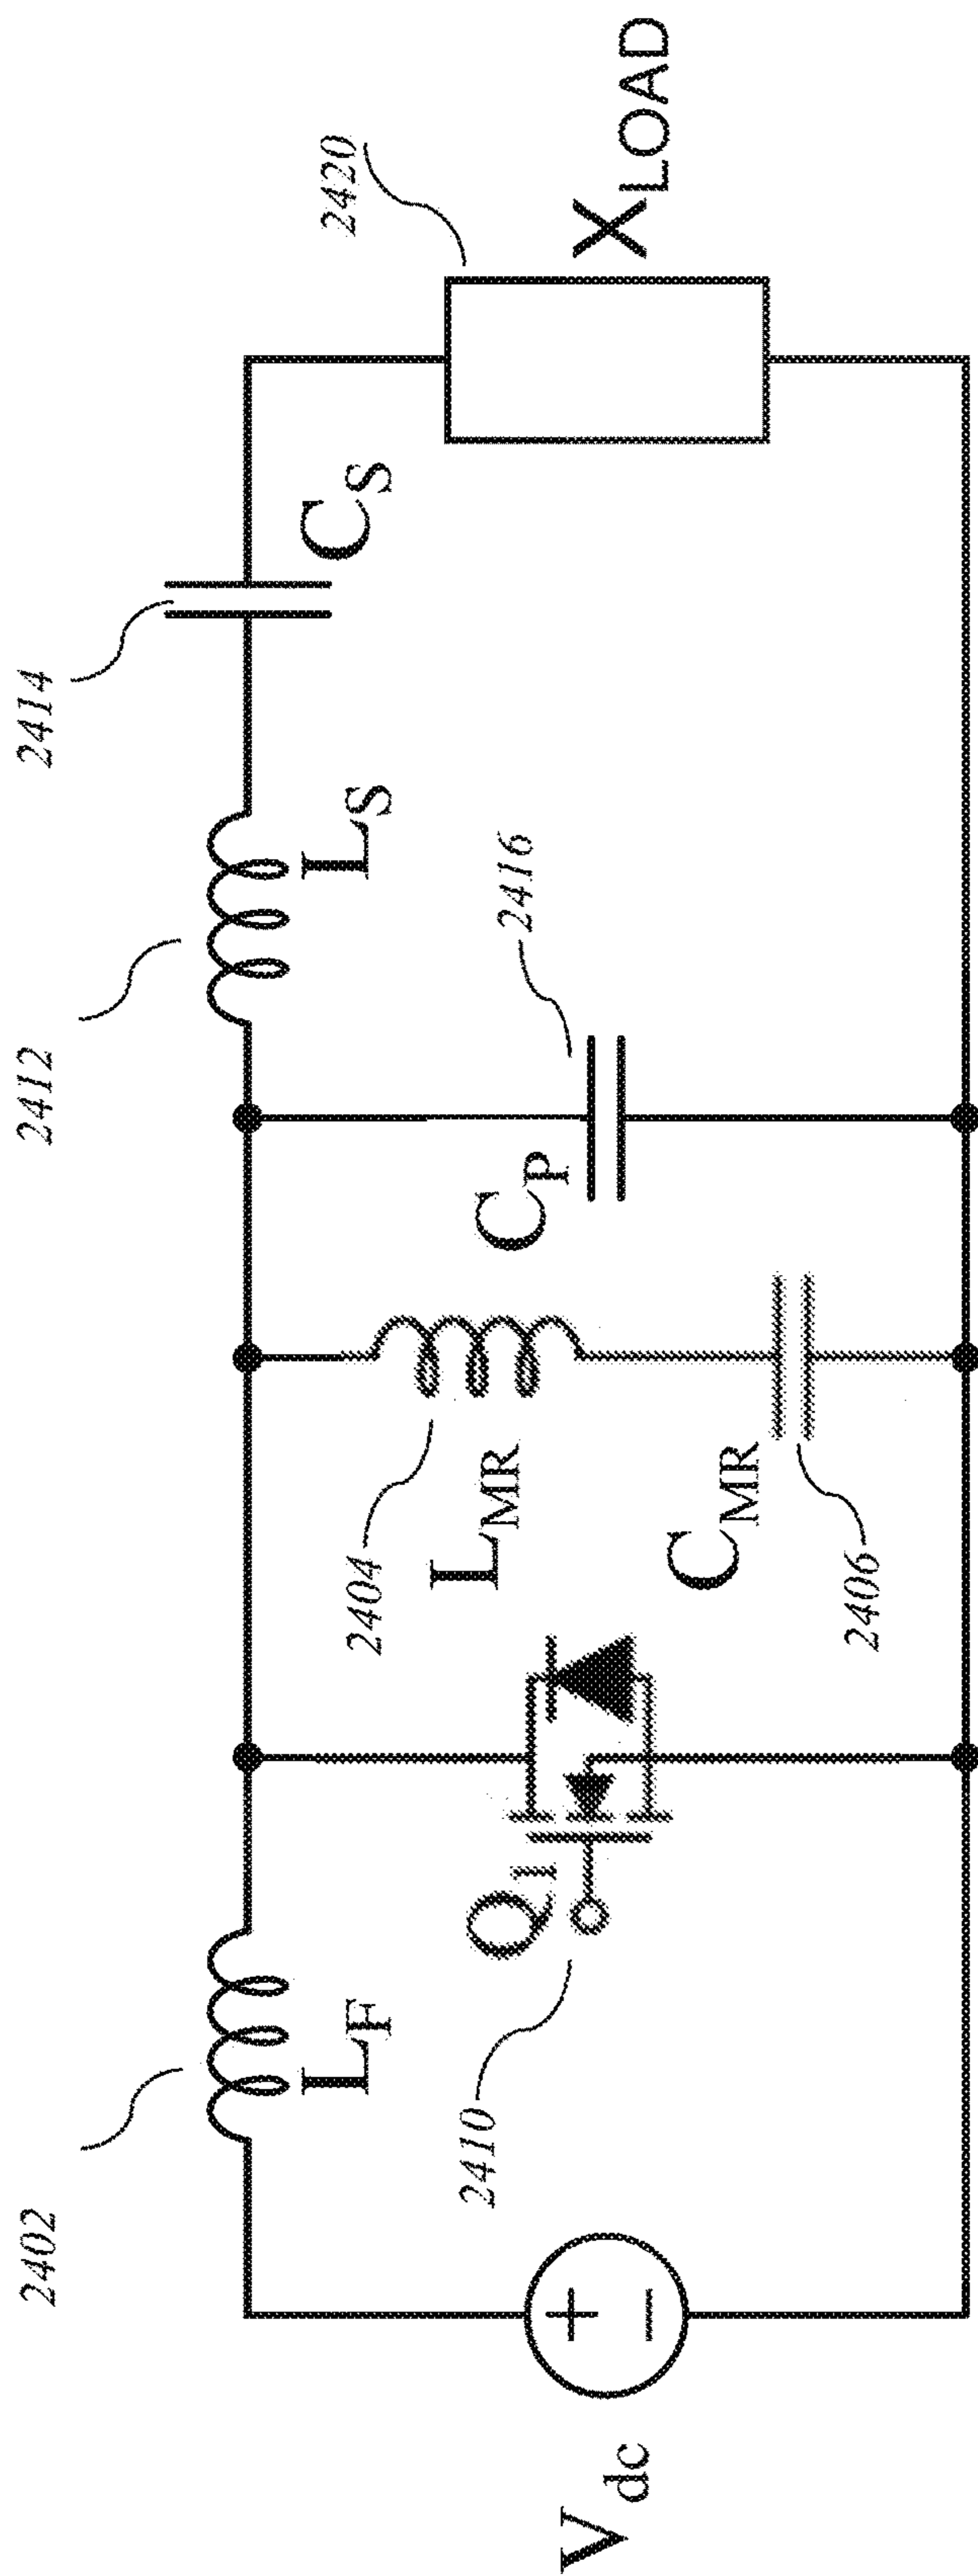 2402
2412
2414
L_F
L_S
C_S
2420
V_dc
+
−
2410
Q_1
2404
L_MR
C_MR
2406
C_P
2416
X_LOAD